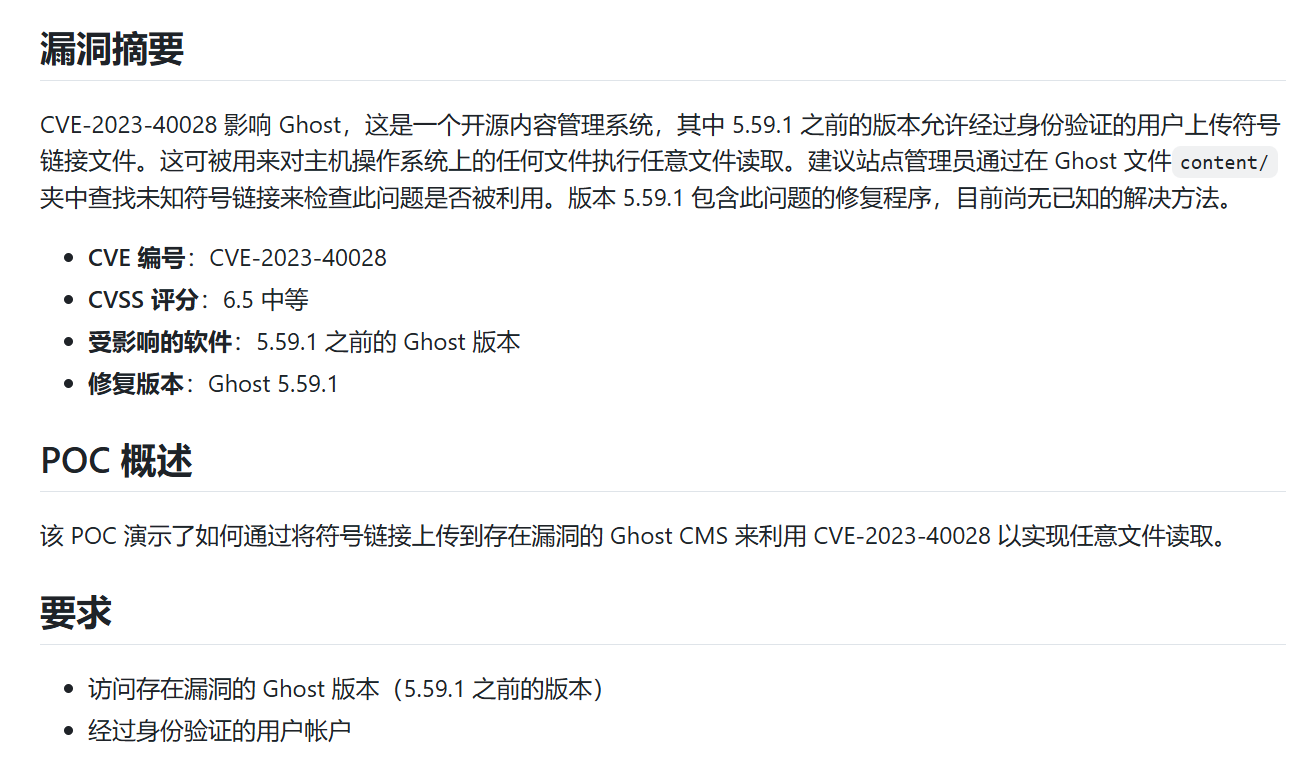 漏洞摘要
CVE-2023-40028 影响 Ghost，这是一个开源内容管理系统，其中 5.59.1 之前的版本允许经过身份验证的用户上传符号
链接文件。这可被用来对主机操作系统上的任何文件执行任意文件读取。建议站点管理员通过在 Ghost 文件 content/
夹中查找未知符号链接来检查此问题是否被利用。版本 5.59.1 包含此问题的修复程序，目前尚无已知的解决方法。
• CVE 编号：CVE-2023-40028
• CVSS 评分：6.5 中等
• 受影响的软件：5.59.1 之前的 Ghost 版本
• 修复版本：Ghost 5.59.1
POC 概述
该 POC 演示了如何通过将符号链接上传到存在漏洞的 Ghost CMS 来利用 CVE-2023-40028 以实现任意文件读取。
要求
• 访问存在漏洞的 Ghost 版本（5.59.1 之前的版本）
• 经过身份验证的用户帐户